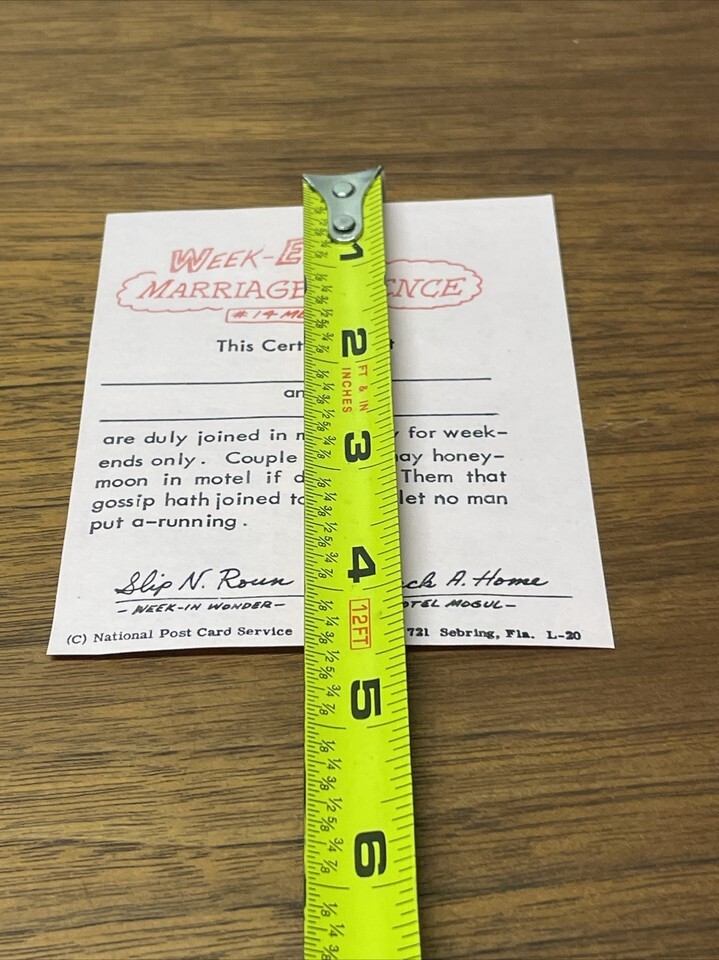 WEEK-E
MARRIAGE ENCE
#14 ME
This Cert t
an
are duly joined in m y for week-
ends only. Couple ay honey-
moon in motel if d Them that
gossip hath joined to let no man
put a-running.
Slip N. Roun ck A. Home
-WEEK-IN WONDER- OTEL MOGUL-
(C) National Post Card Service 721 Sebring, Fla. L-20
1
2
FT & IN
INCHES
3
4
12FT
5
6